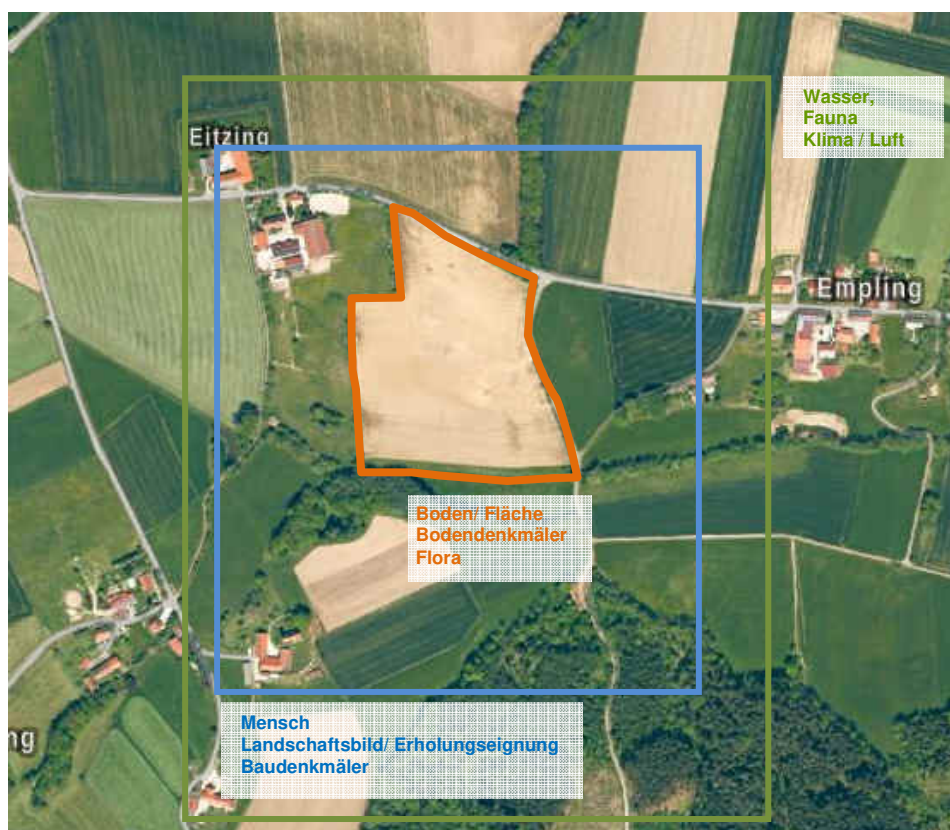 Wasser,
Fauna
Klima / Luft
Eitzing
Empling
Boden/ Fläche
Bodendenkmäler
Flora
Mensch
Landschaftsbild/ Erholungseignung
Baudenkmäler
ng